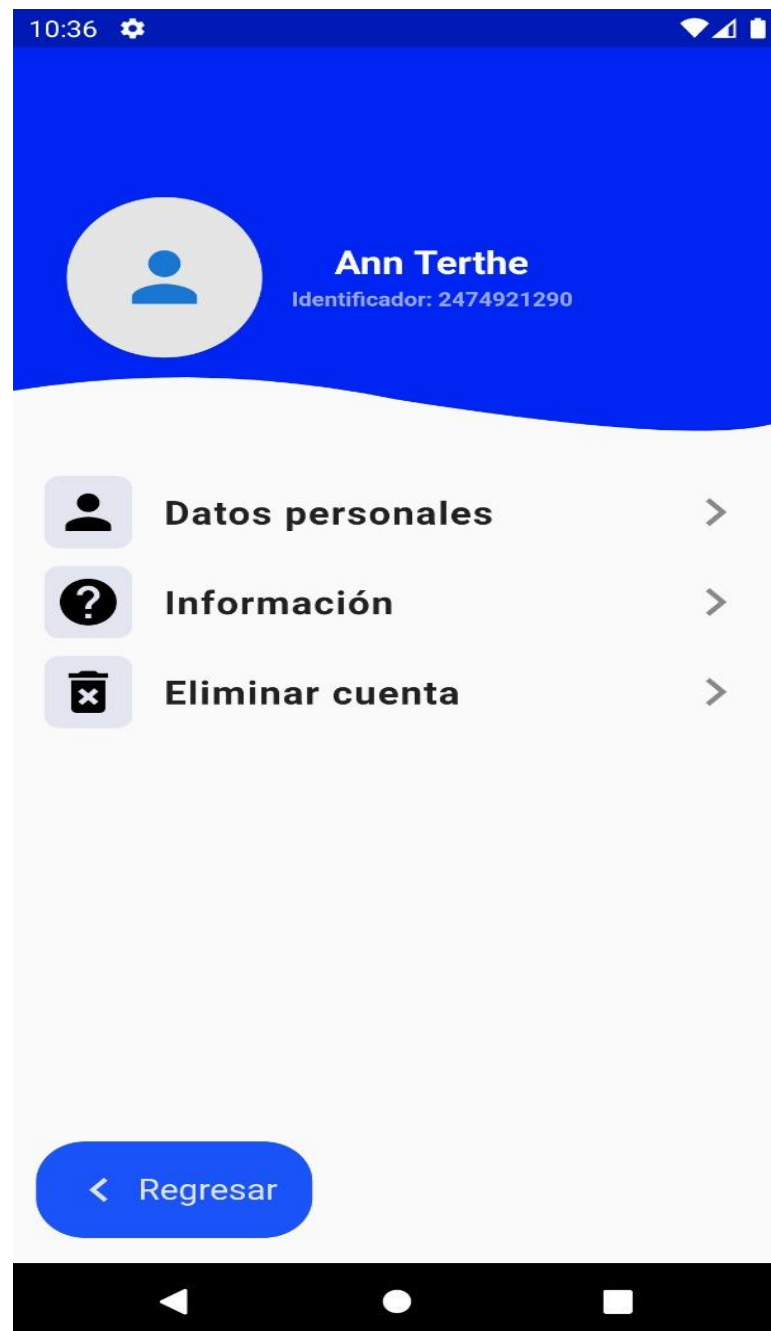 10:36
Ann Terthe
Identificador: 2474921290
Datos personales
Información
Eliminar cuenta
Regresar